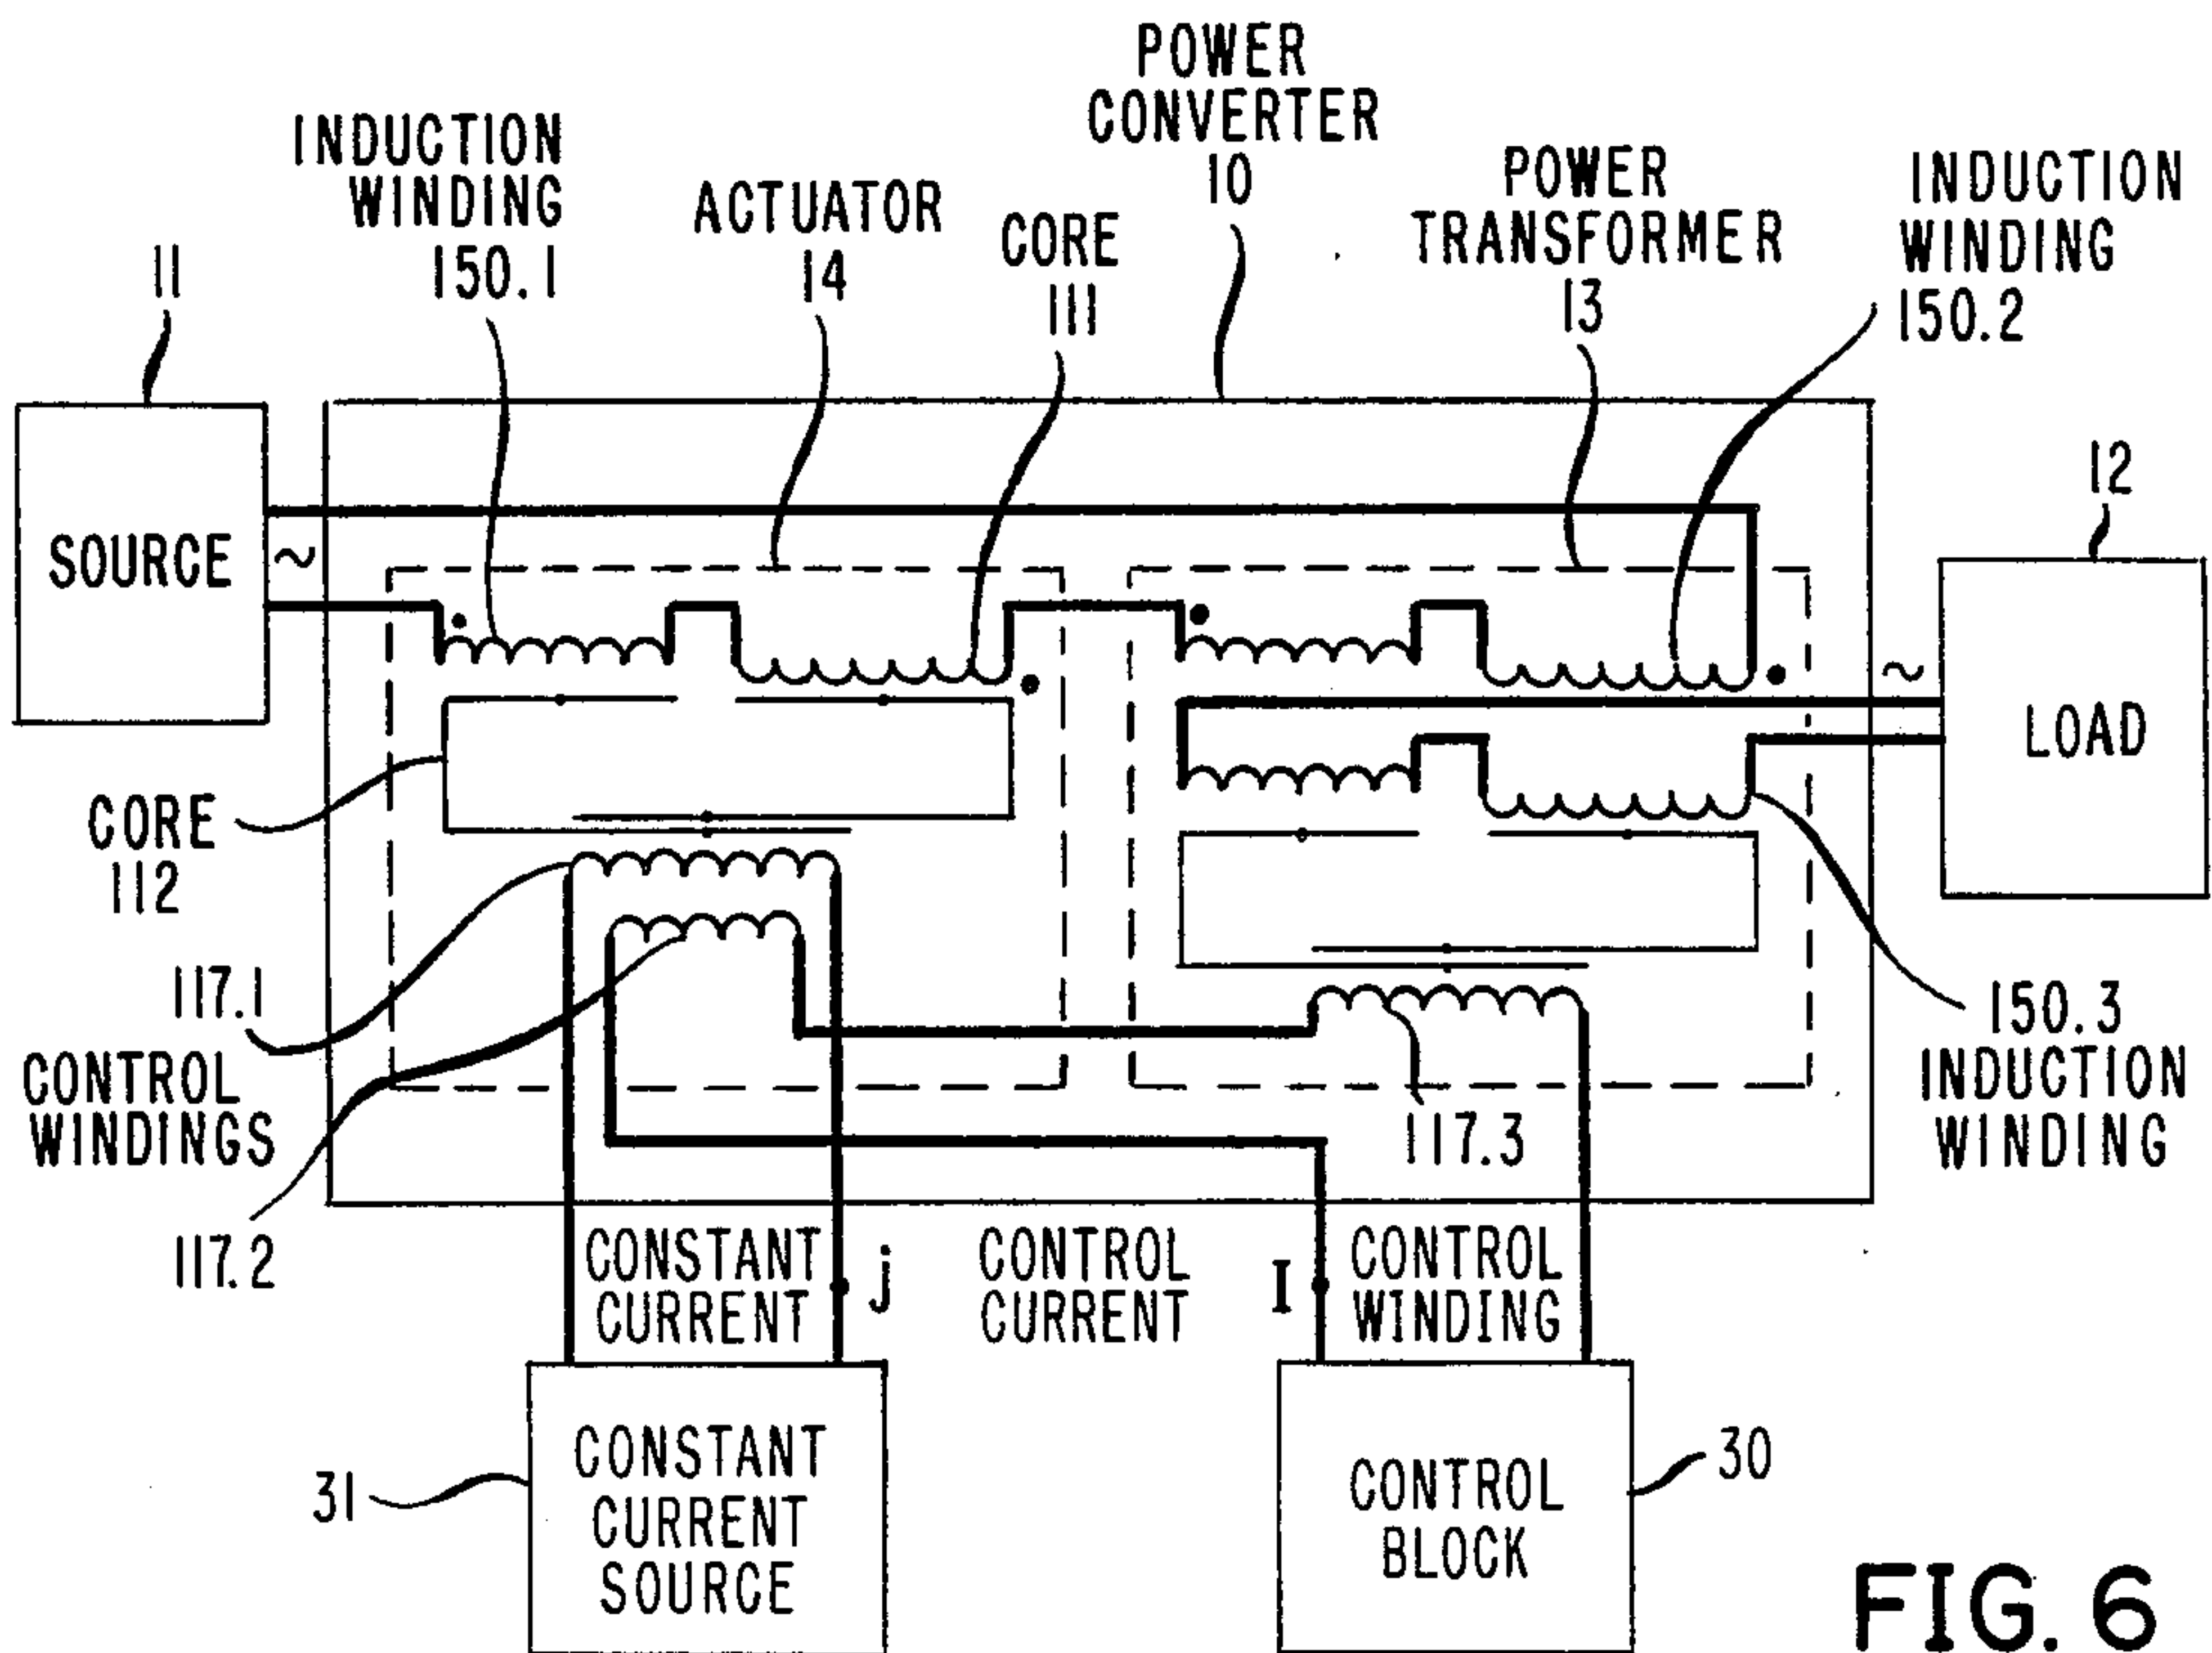 POWER
CONVERTER
10
INDUCTION
WINDING
150.1
ACTUATOR
14
CORE
111
POWER
TRANSFORMER
13
INDUCTION
WINDING
150.2
11
SOURCE
~
12
~
LOAD
CORE
112
117.1
CONTROL
WINDINGS
117.2
117.3
150.3
INDUCTION
WINDING
CONSTANT
CURRENT
j
CONTROL
CURRENT
I
CONTROL
WINDING
31
CONSTANT
CURRENT
SOURCE
CONTROL
BLOCK
30
FIG. 6